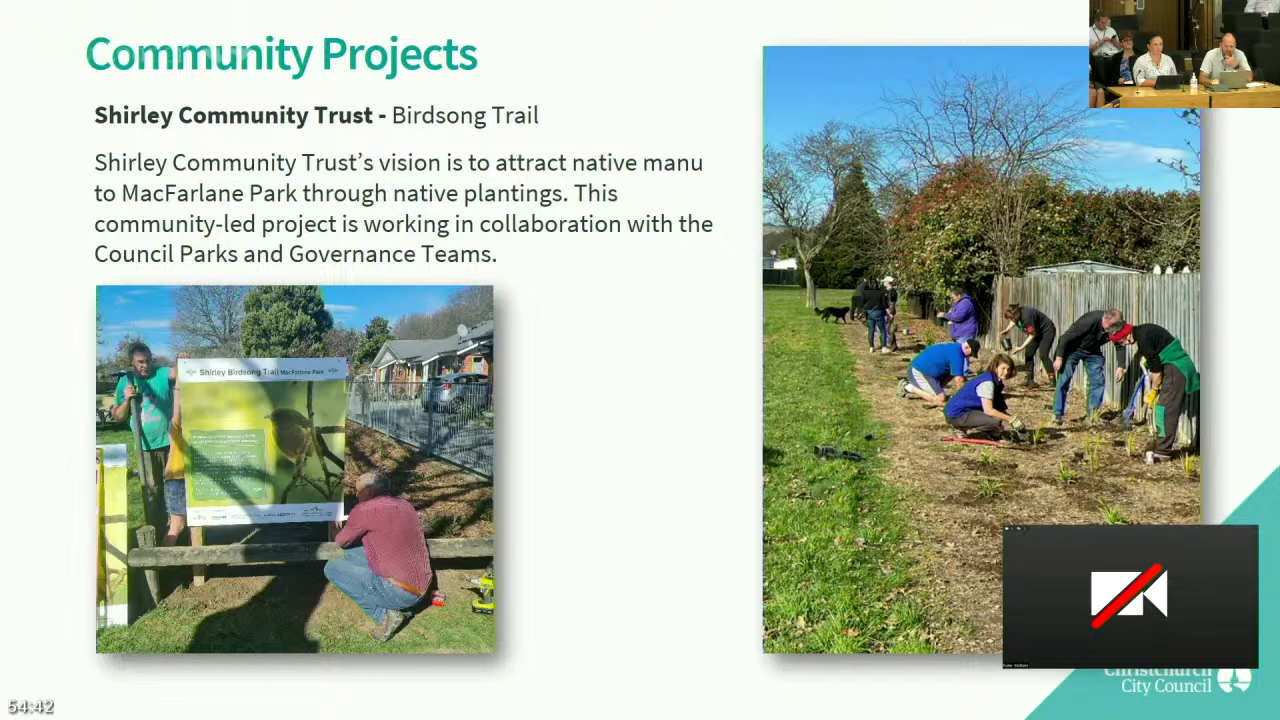 Community Projects
Shirley Community Trust - Birdsong Trail
Shirley Community Trust's vision is to attract native manu
to MacFarlane Park through native plantings. This
community-led project is working in collaboration with the
Council Parks and Governance Teams.
Shirley Birdsong Trail MacFarlane Park
Christchurch
City Council
54:42